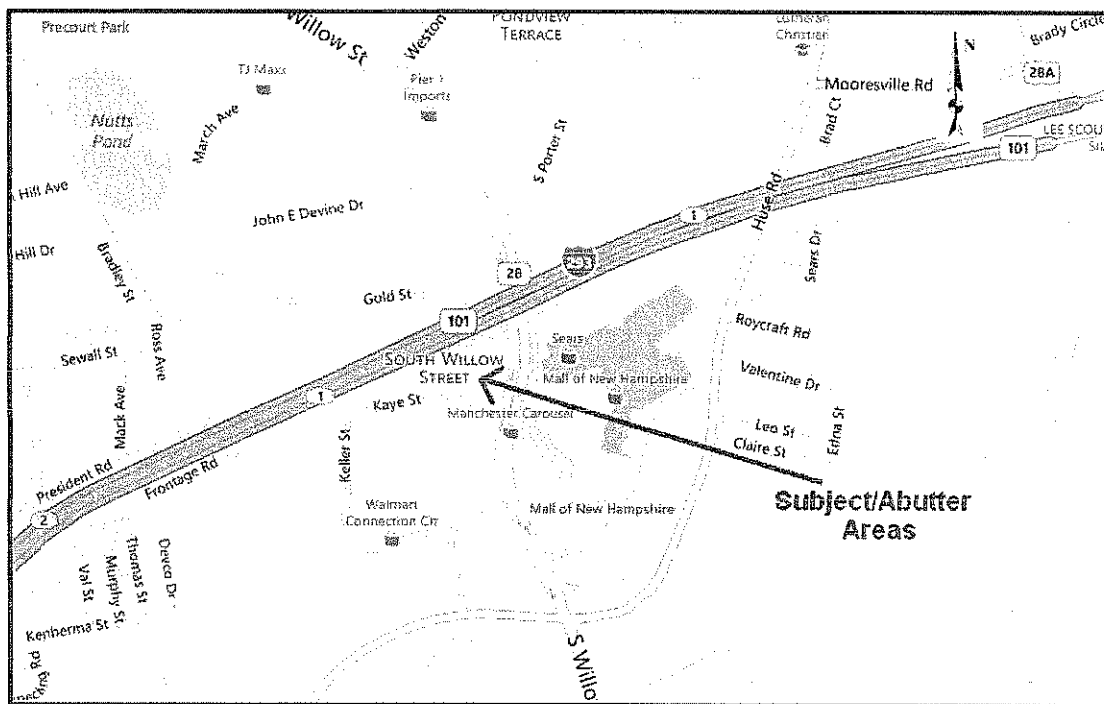 Precourt Park
Willow St
Weston
PONDVIEW
TERRACE
Lutheran
Christian
Brady Circle
TJ Maxx
Pier 1
Imports
Mooresville Rd
N
28A
Nutts
Pond
March Ave
S Porter St
Brad Ct
101
LEE SCOU
Hill Ave
John E Devine Dr
1
Huse Rd
Hill Dr
Bradley St
28
Sears Dr
Gold St
101
Roycraft Rd
Sewall St
Ross Ave
SOUTH WILLOW
STREET
Sears
Mall of New Hampshire
Valentine Dr
1
Kaye St
Manchester Carousel
Mack Ave
Leo St
Claire St
Edna St
Keller St
President Rd
Frontage Rd
2
Walmart
Connection Ctr
Mall of New Hampshire
Subject/Abutter
Areas
Val St
Murphy St
Thomas St
Devco Dr
Kenherma St
S Willo